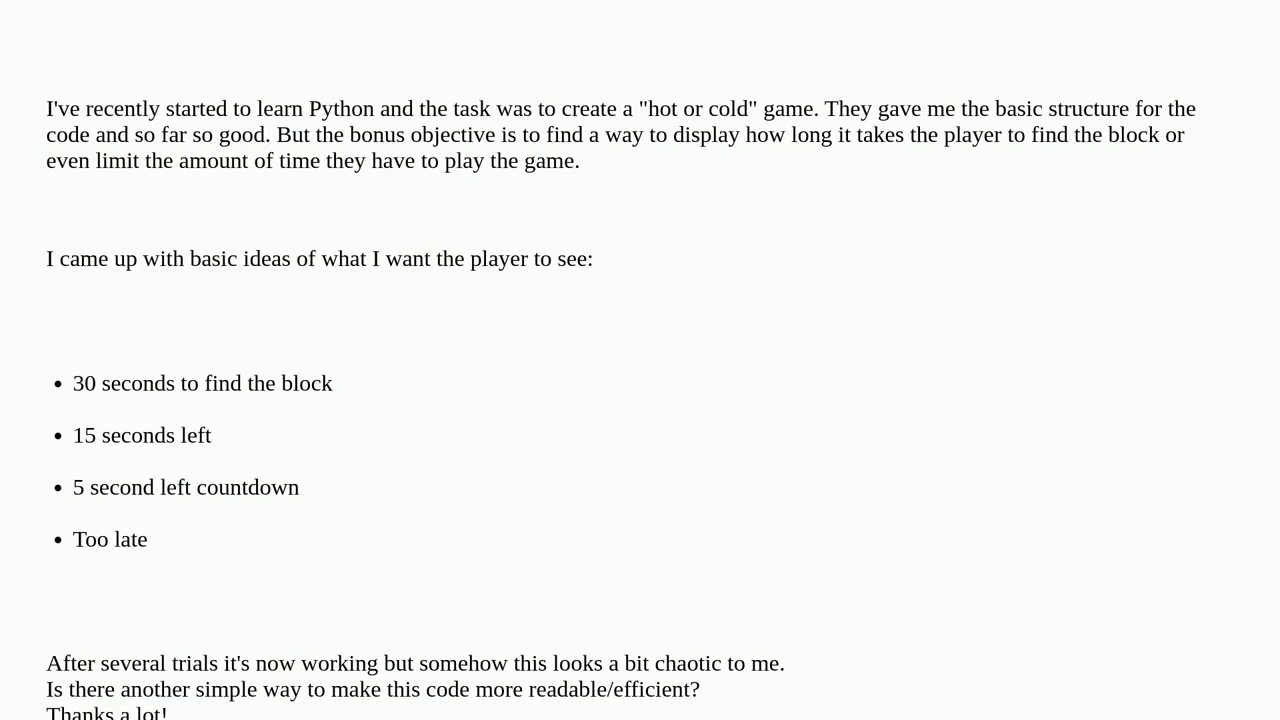 I've recently started to learn Python and the task was to create a "hot or cold" game. They gave me the basic structure for the
code and so far so good. But the bonus objective is to find a way to display how long it takes the player to find the block or
even limit the amount of time they have to play the game.
I came up with basic ideas of what I want the player to see:
• 30 seconds to find the block
• 15 seconds left
• 5 second left countdown
• Too late
After several trials it's now working but somehow this looks a bit chaotic to me.
Is there another simple way to make this code more readable/efficient?
Thanks a lot!